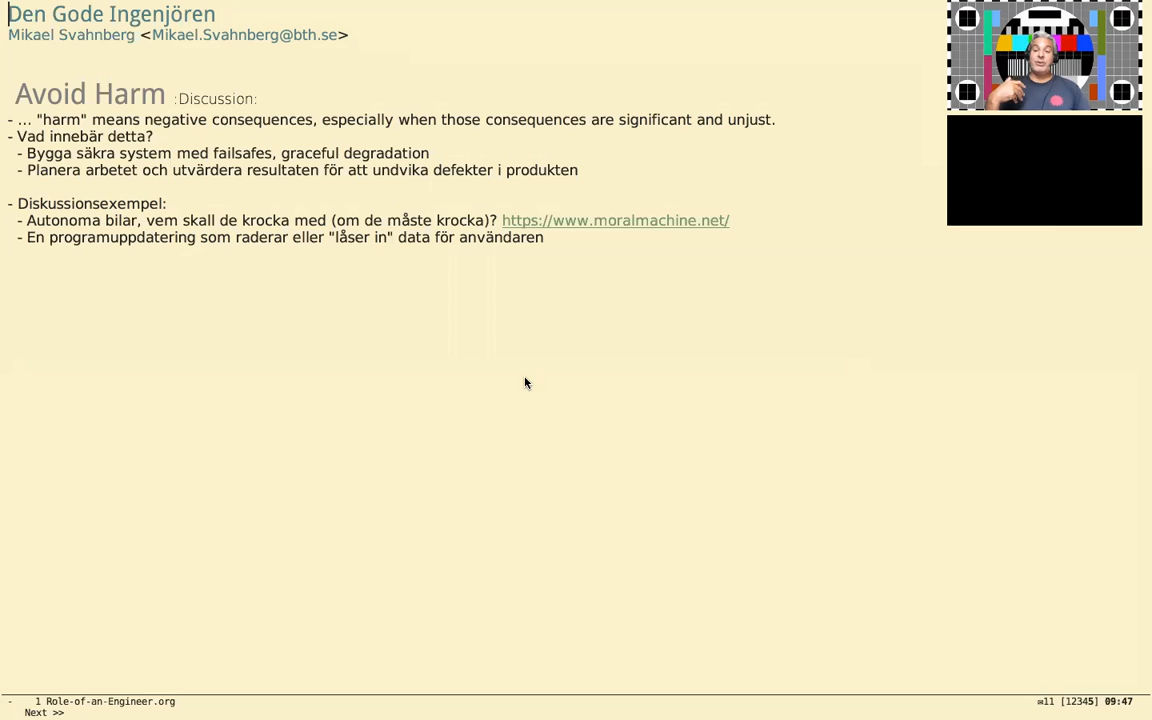 Den Gode Ingenjören
Mikael Svahnberg <Mikael.Svahnberg@bth.se>
Avoid Harm :Discussion:
- ... "harm" means negative consequences, especially when those consequences are significant and unjust.
- Vad innebär detta?
- Bygga säkra system med failsafes, graceful degradation
- Planera arbetet och utvärdera resultaten för att undvika defekter i produkten
- Diskussionsexempel:
- Autonoma bilar, vem skall de krocka med (om de måste krocka)? https://www.moralmachine.net/
- En programuppdatering som raderar eller "låser in" data för användaren
- 1 Role-of-an-Engineer.org ✉11 [12345] 09:47
Next >>